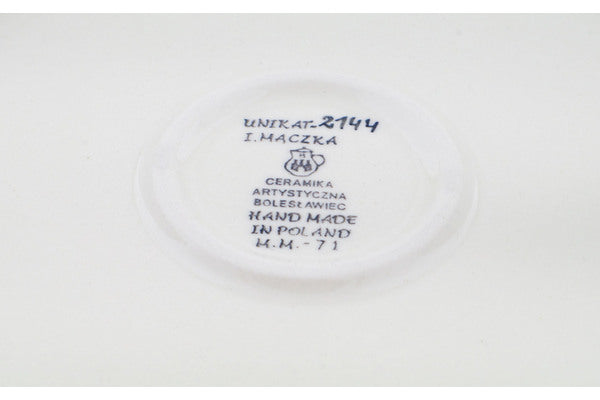 UNIKAT-2144
I. MACZKA
CERAMIKA
ARTYSTYCZNA
BOLESŁAWIEC
HAND MADE
IN POLAND
M.M.-71